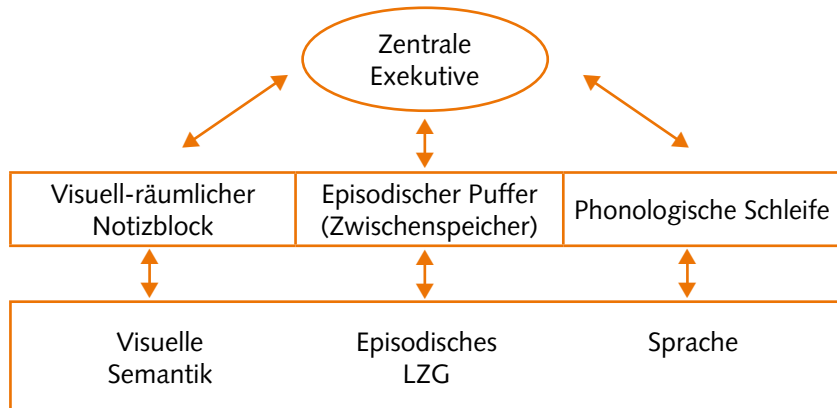 Zentrale
Exekutive
Visuell-räumlicher
Notizblock
Episodischer Puffer
(Zwischenspeicher)
Phonologische Schleife
Visuelle
Semantik
Episodisches
LZG
Sprache